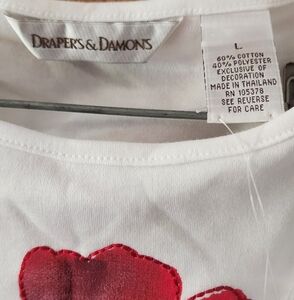 DRAPER'S & DAMON'S
L
60% COTTON
40% POLYESTER
EXCLUSIVE OF
DECORATION
MADE IN THAILAND
RN 105378
SEE REVERSE
FOR CARE